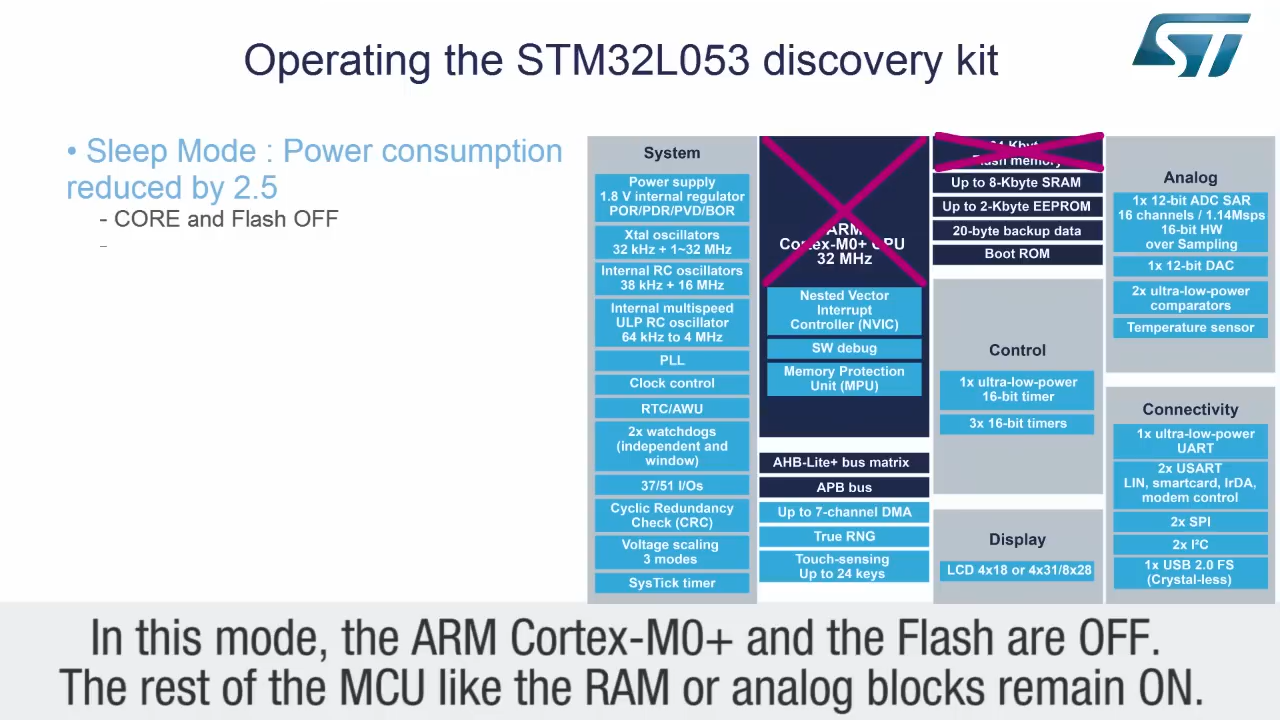 Operating the STM32L053 discovery kit
ST
• Sleep Mode : Power consumption
reduced by 2.5
- CORE and Flash OFF
-
System
Power supply
1.8 V internal regulator
POR/PDR/PVD/BOR
Xtal oscillators
32 kHz + 1~32 MHz
Internal RC oscillators
38 kHz + 16 MHz
Internal multispeed
ULP RC oscillator
64 kHz to 4 MHz
PLL
Clock control
RTC/AWU
2x watchdogs
(independent and
window)
37/51 I/Os
Cyclic Redundancy
Check (CRC)
Voltage scaling
3 modes
SysTick timer
ARM
Cortex-M0+ CPU
32 MHz
Nested Vector
Interrupt
Controller (NVIC)
SW debug
Memory Protection
Unit (MPU)
AHB-Lite+ bus matrix
APB bus
Up to 7-channel DMA
True RNG
Touch-sensing
Up to 24 keys
Flash memory
Up to 8-Kbyte SRAM
Up to 2-Kbyte EEPROM
20-byte backup data
Boot ROM
Control
1x ultra-low-power
16-bit timer
3x 16-bit timers
Display
LCD 4x18 or 4x31/8x28
Analog
1x 12-bit ADC SAR
16 channels / 1.14Msps
16-bit HW
over Sampling
1x 12-bit DAC
2x ultra-low-power
comparators
Temperature sensor
Connectivity
1x ultra-low-power
UART
2x USART
LIN, smartcard, IrDA,
modem control
2x SPI
2x I²C
1x USB 2.0 FS
(Crystal-less)
In this mode, the ARM Cortex-M0+ and the Flash are OFF.
The rest of the MCU like the RAM or analog blocks remain ON.